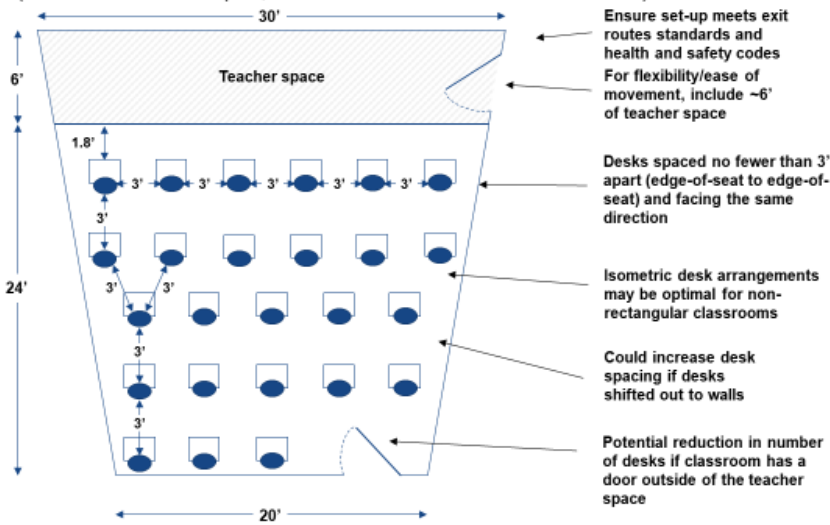 30'
Ensure set-up meets exit
routes standards and
health and safety codes
6'
Teacher space
For flexibility/ease of
movement, include ~6'
of teacher space
1.8'
Desks spaced no fewer than 3'
apart (edge-of-seat to edge-of-
seat) and facing the same
direction
3' 3' 3' 3' 3'
3'
3' 3'
24'
Isometric desk arrangements
may be optimal for non-
rectangular classrooms
3'
Could increase desk
spacing if desks
shifted out to walls
3'
Potential reduction in number
of desks if classroom has a
door outside of the teacher
space
20'